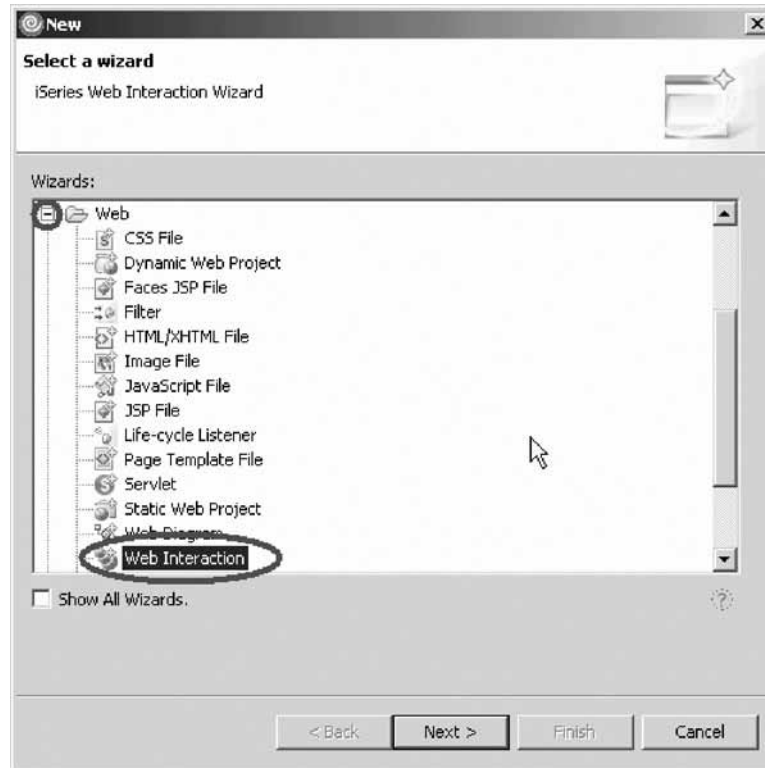 New
Select a wizard
iSeries Web Interaction Wizard
Wizards:
Web
CSS File
Dynamic Web Project
Faces JSP File
Filter
HTML/XHTML File
Image File
JavaScript File
JSP File
Life-cycle Listener
Page Template File
Servlet
Static Web Project
Web Diagram
Web Interaction
Show All Wizards.
< Back Next > Finish Cancel